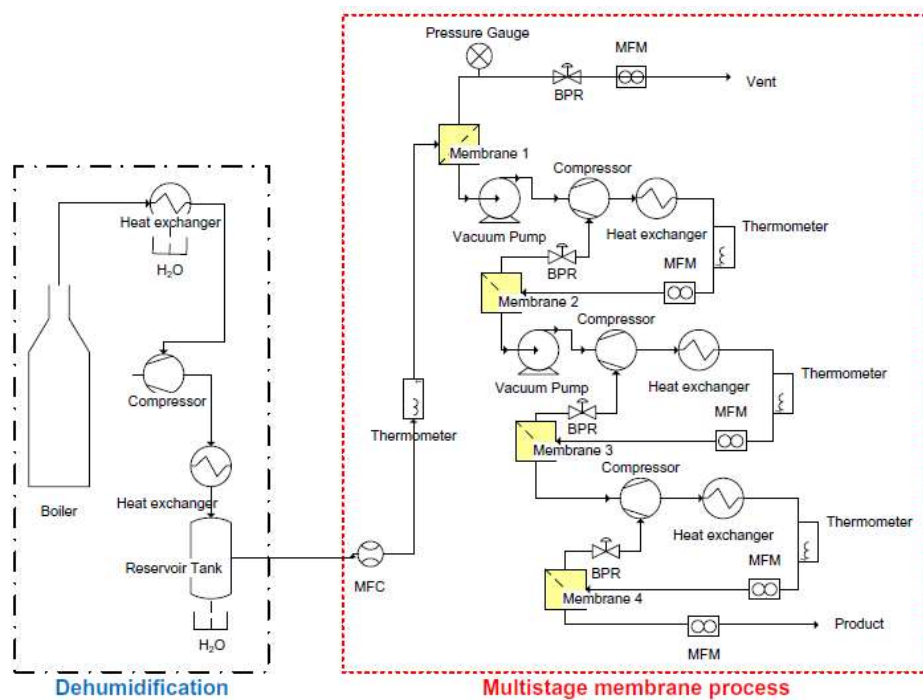 Pressure Gauge
MFM
BPR
Vent
Membrane 1
Compressor
Heat exchanger
H2O
Vacuum Pump
Heat exchanger
Thermometer
BPR
MFM
Membrane 2
Compressor
Compressor
Vacuum Pump
Heat exchanger
Thermometer
Thermometer
BPR
MFM
Membrane 3
Compressor
Heat exchanger
Boiler
Heat exchanger
Thermometer
Reservoir Tank
MFC
BPR
MFM
Membrane 4
H2O
Product
MFM
Dehumidification
Multistage membrane process